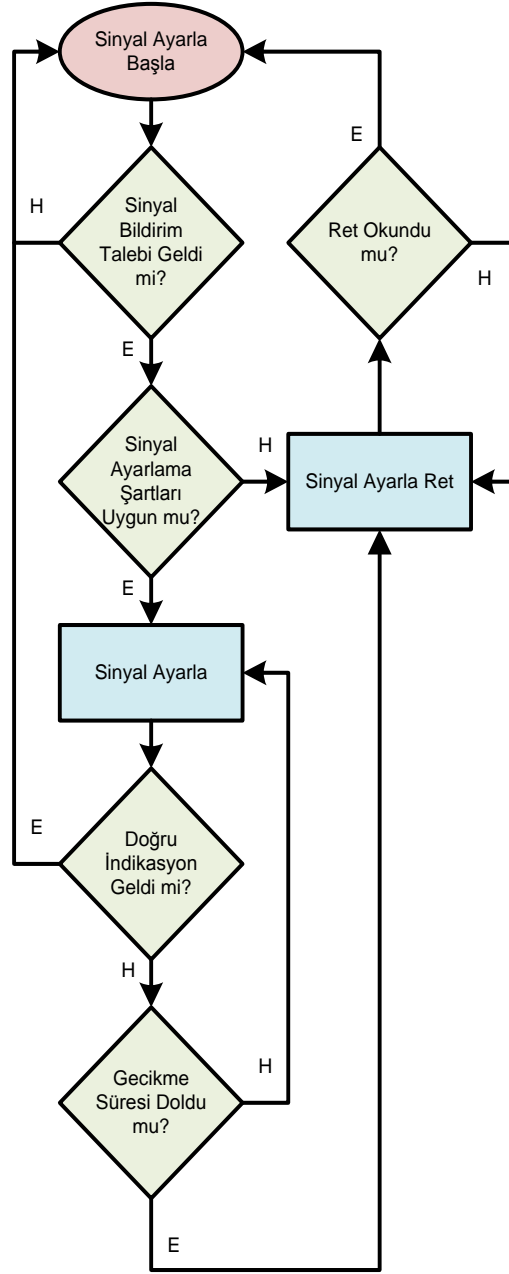 Sinyal Ayarla
Başla
Sinyal
Bildirim
Talebi Geldi
mi?
H
E
Sinyal
Ayarlama
Şartları
Uygun mu?
H
E
Sinyal Ayarla
Doğru
İndikasyon
Geldi mi?
E
H
Gecikme
Süresi Doldu
mu?
H
E
Sinyal Ayarla Ret
Ret Okundu
mu?
E
H